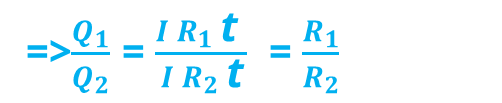 => Q₁/Q₂ = I R₁ t / I R₂ t = R₁/R₂